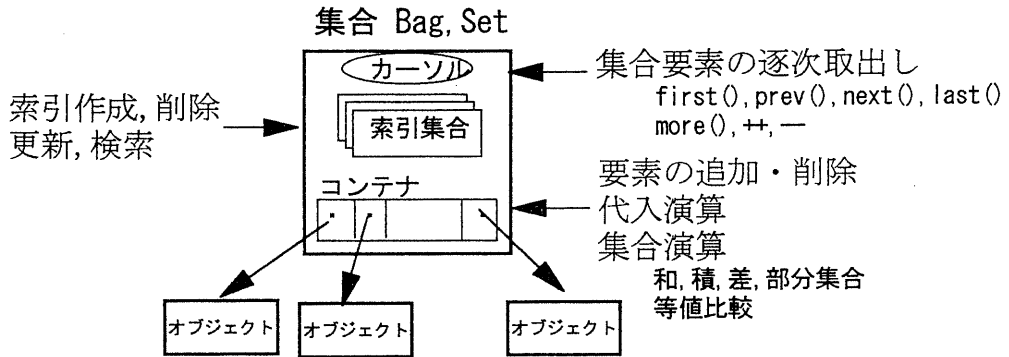 集合 Bag,Set
カーソル
索引集合
コンテナ
オブジェクト
オブジェクト
オブジェクト
索引作成,削除
更新,検索
集合要素の逐次取出し
first(),prev(),next(),last()
more(),++,--
要素の追加・削除
代入演算
集合演算
和,積,差,部分集合
等値比較